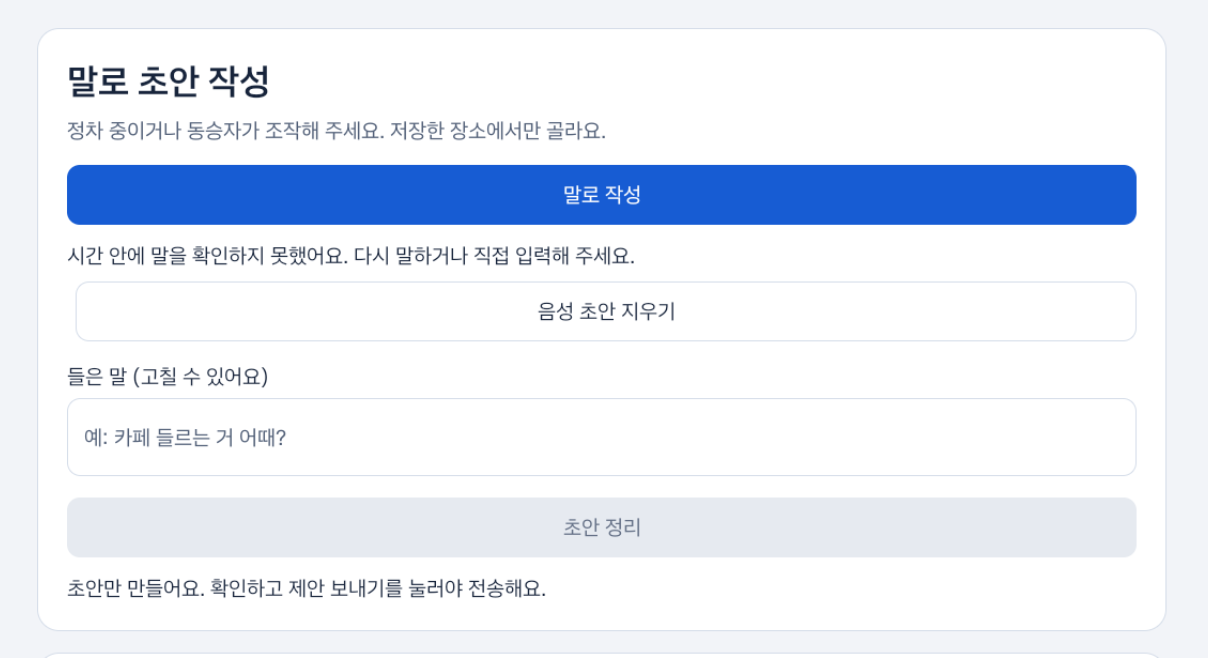 말로 초안 작성
정차 중이거나 동승자가 조작해 주세요. 저장한 장소에서만 골라요.
말로 작성
시간 안에 말을 확인하지 못했어요. 다시 말하거나 직접 입력해 주세요.
음성 초안 지우기
들은 말 (고칠 수 있어요)
예: 카페 들르는 거 어때?
초안 정리
초안만 만들어요. 확인하고 제안 보내기를 눌러야 전송해요.